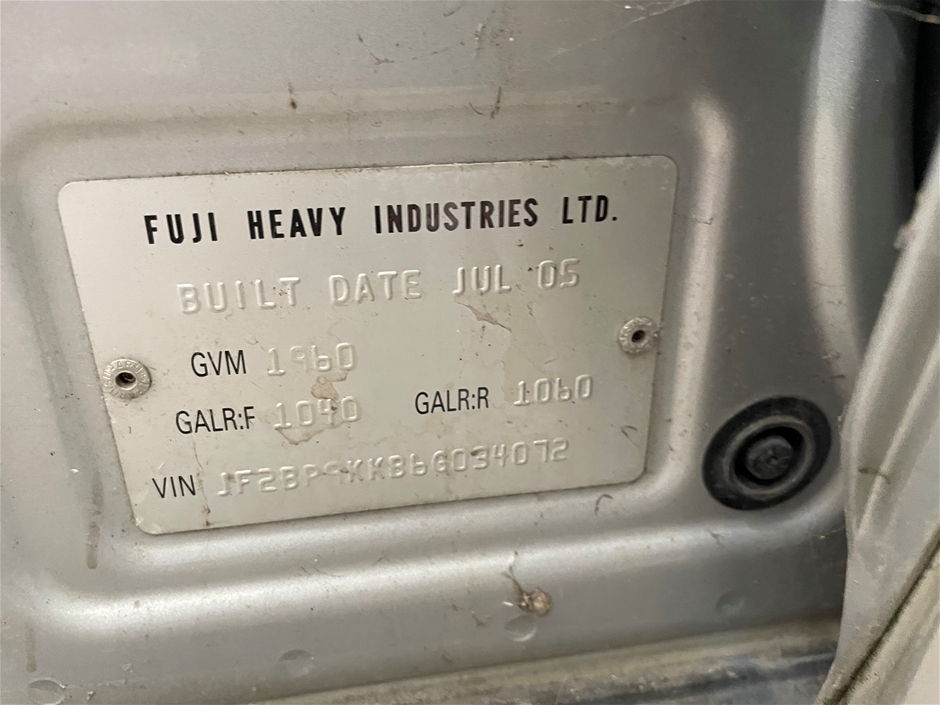 FUJI HEAVY INDUSTRIES LTD.
BUILT DATE JUL 05
GVM 1960
GALR:F 1040 GALR:R 1060
VIN JF2BP9KKB6G034072